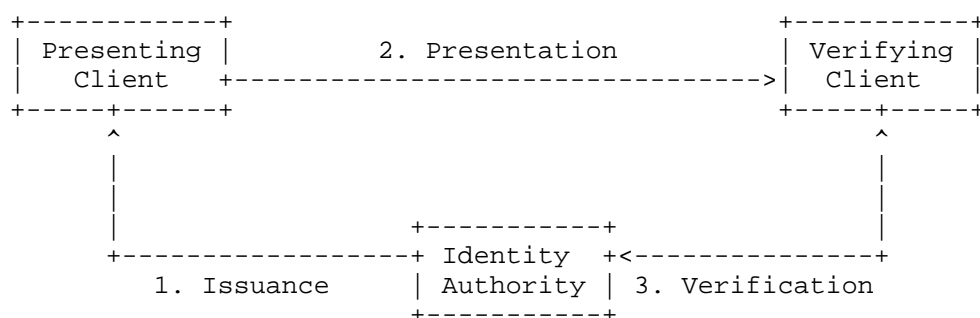 Presenting
Client
2. Presentation
Verifying
Client
Identity
Authority
1. Issuance
3. Verification